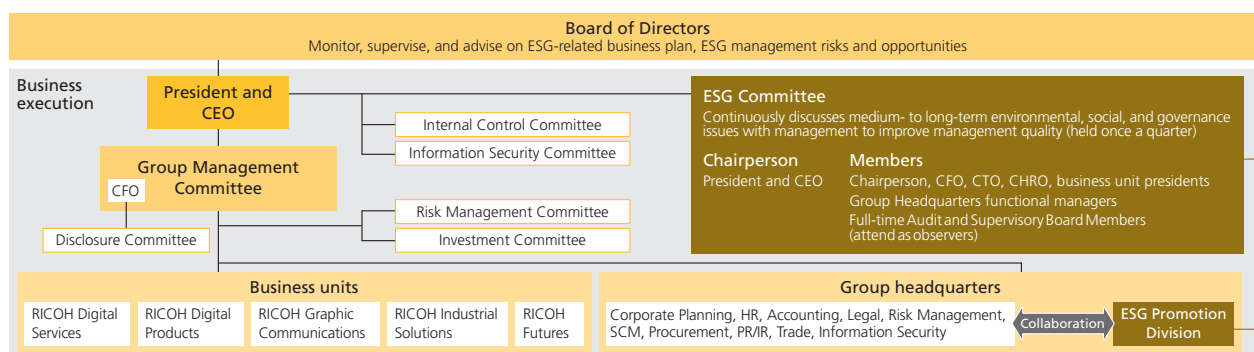 Board of Directors
Monitor, supervise, and advise on ESG-related business plan, ESG management risks and opportunities
Business
execution
President and
CEO
Internal Control Committee
Information Security Committee
Group Management
Committee
CFO
Disclosure Committee
Risk Management Committee
Investment Committee
ESG Committee
Continuously discusses medium- to long-term environmental, social, and governance
issues with management to improve management quality (held once a quarter)
Chairperson
President and CEO
Members
Chairperson, CFO, CTO, CHRO, business unit presidents
Group Headquarters functional managers
Full-time Audit and Supervisory Board Members
(attend as observers)
Business units
RICOH Digital
Services
RICOH Digital
Products
RICOH Graphic
Communications
RICOH Industrial
Solutions
RICOH
Futures
Group headquarters
Corporate Planning, HR, Accounting, Legal, Risk Management,
SCM, Procurement, PR/IR, Trade, Information Security
Collaboration
ESG Promotion
Division